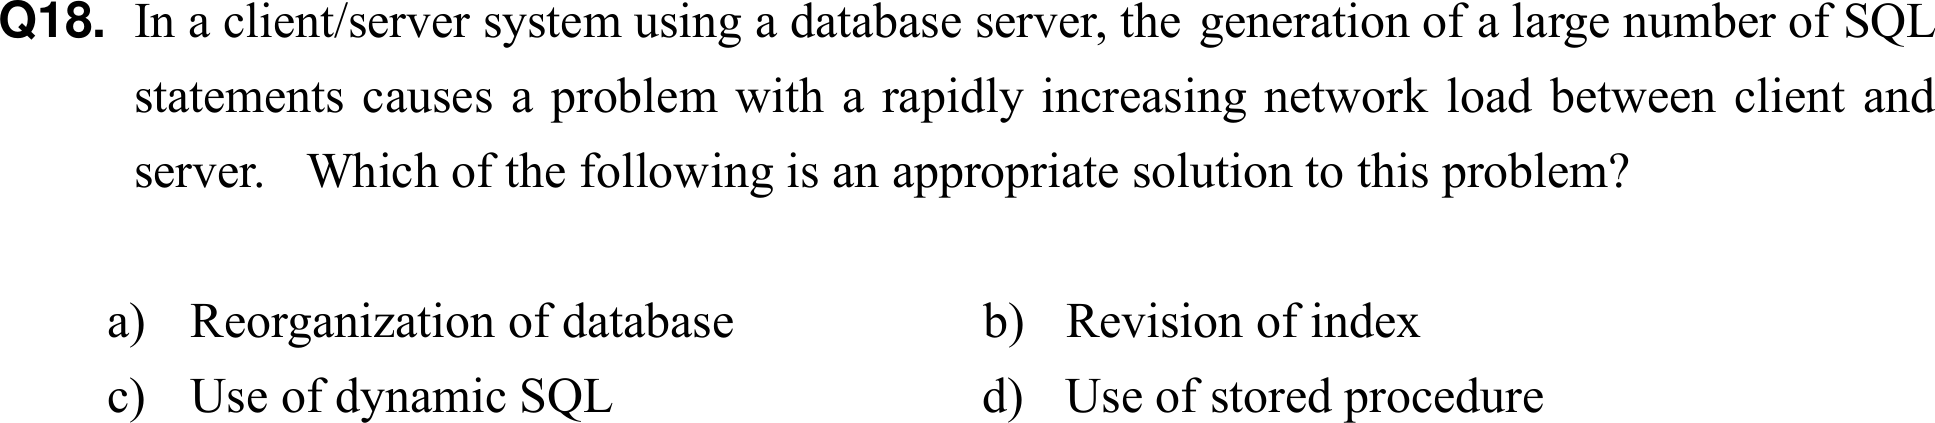 Q18. In a client/server system using a database server, the generation of a large number of SQL
statements causes a problem with a rapidly increasing network load between client and
server. Which of the following is an appropriate solution to this problem?
a) Reorganization of database b) Revision of index
c) Use of dynamic SQL d) Use of stored procedure